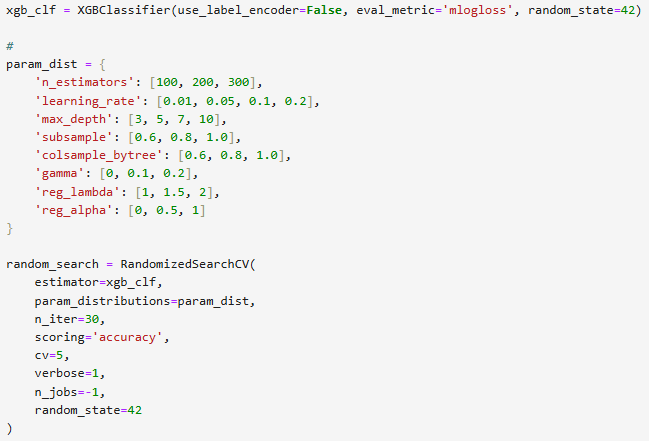 xgb_clf = XGBClassifier(use_label_encoder=False, eval_metric='mlogloss', random_state=42)
#
param_dist = {
    'n_estimators': [100, 200, 300],
    'learning_rate': [0.01, 0.05, 0.1, 0.2],
    'max_depth': [3, 5, 7, 10],
    'subsample': [0.6, 0.8, 1.0],
    'colsample_bytree': [0.6, 0.8, 1.0],
    'gamma': [0, 0.1, 0.2],
    'reg_lambda': [1, 1.5, 2],
    'reg_alpha': [0, 0.5, 1]
}
random_search = RandomizedSearchCV(
    estimator=xgb_clf,
    param_distributions=param_dist,
    n_iter=30,
    scoring='accuracy',
    cv=5,
    verbose=1,
    n_jobs=-1,
    random_state=42
)